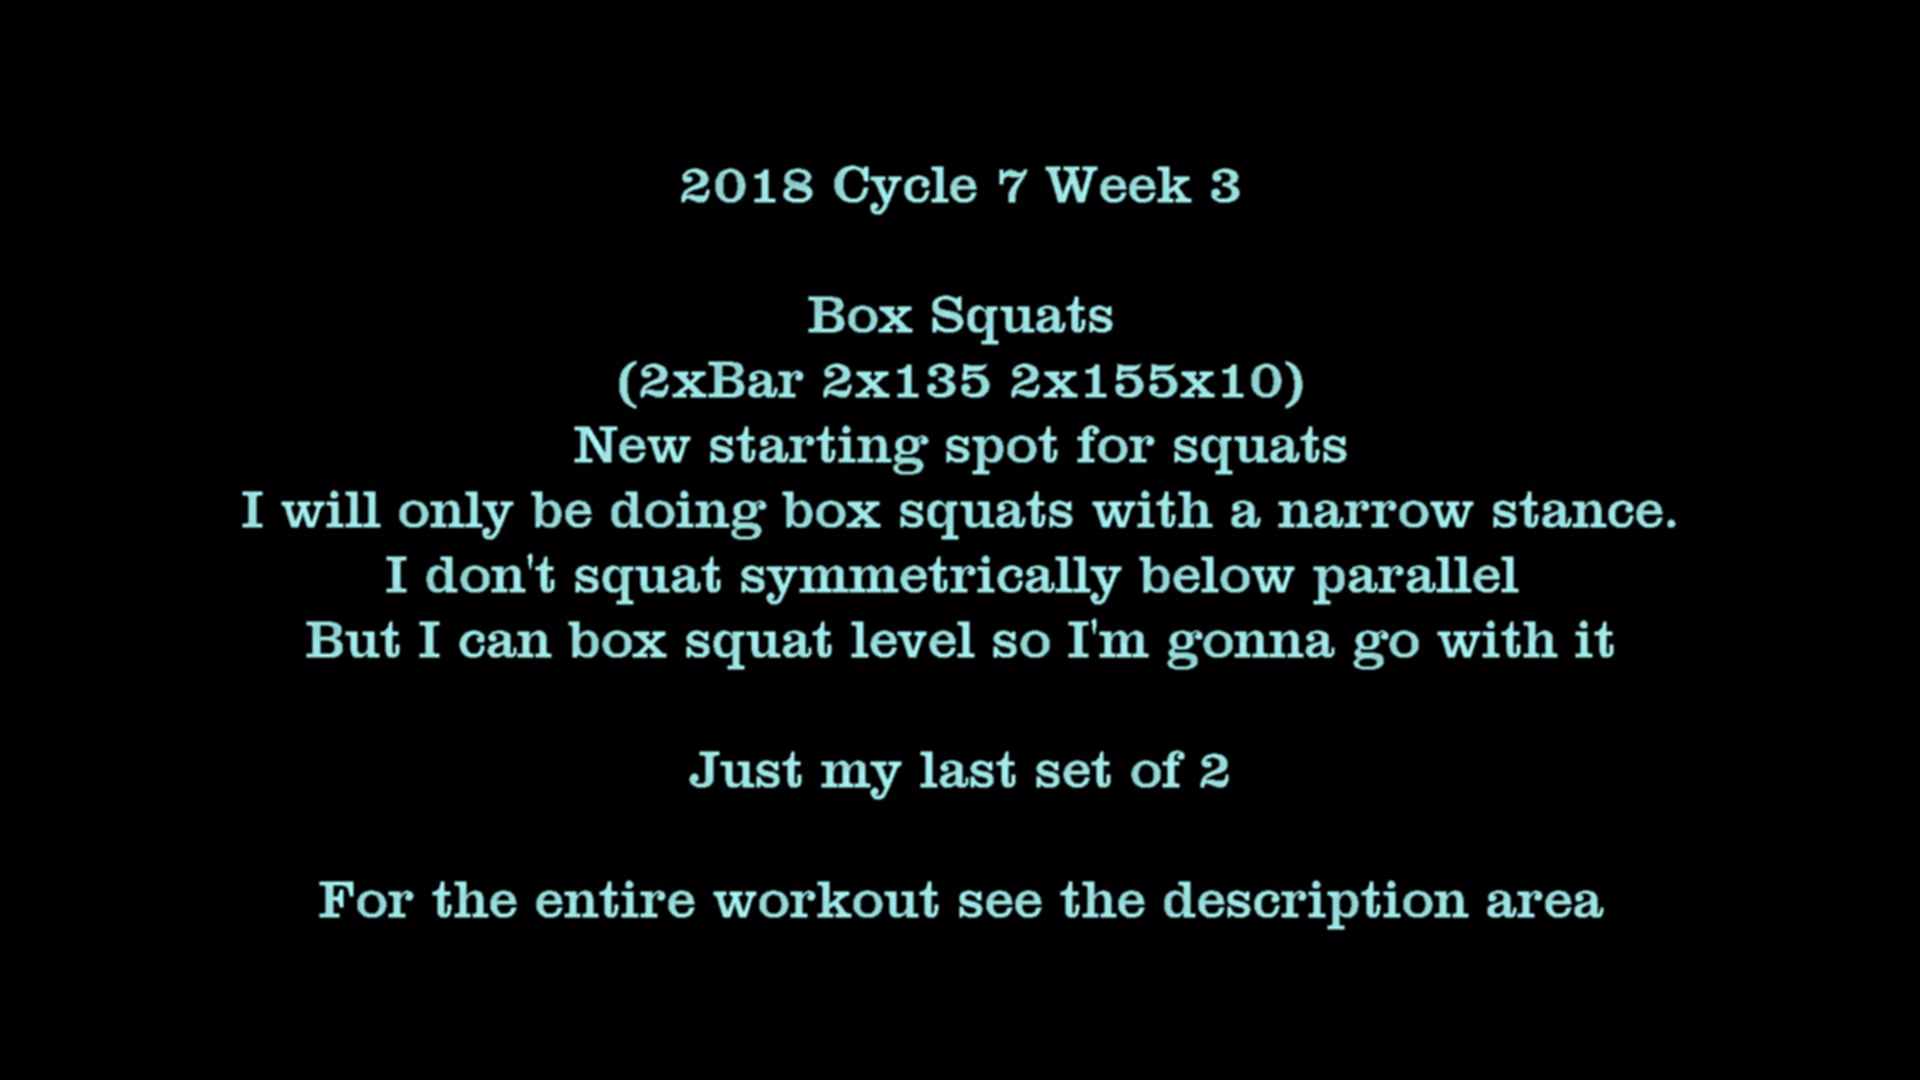 2018 Cycle 7 Week 3
Box Squats
(2xBar 2x135 2x155x10)
New starting spot for squats
I will only be doing box squats with a narrow stance.
I don't squat symmetrically below parallel
But I can box squat level so I'm gonna go with it
Just my last set of 2
For the entire workout see the description area